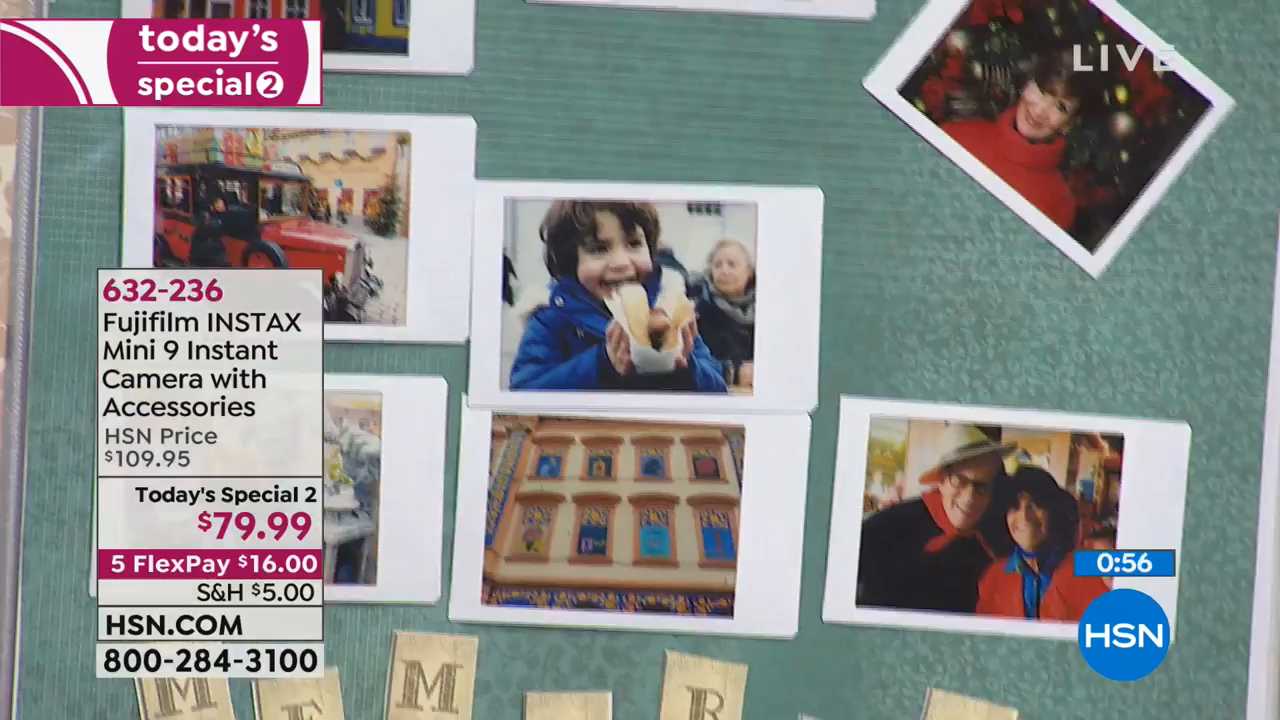 today's
special 2
LIVE
632-236
Fujifilm INSTAX
Mini 9 Instant
Camera with
Accessories
HSN Price
$109.95
Today's Special 2
$79.99
5 FlexPay $16.00
S&H $5.00
HSN.COM
800-284-3100
0:56
HSN
M
M
R